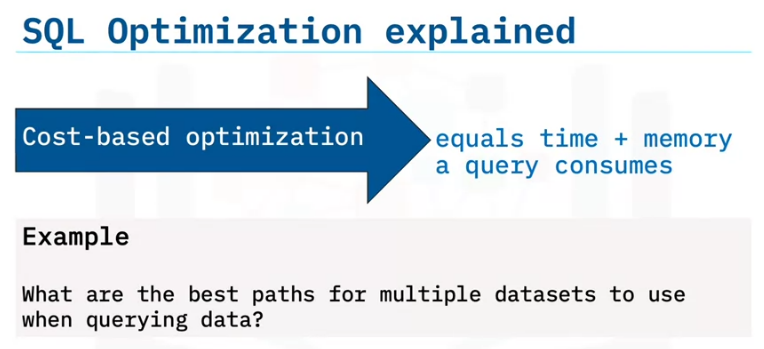 SQL Optimization explained
Cost-based optimization
equals time + memory
a query consumes
Example
What are the best paths for multiple datasets to use
when querying data?